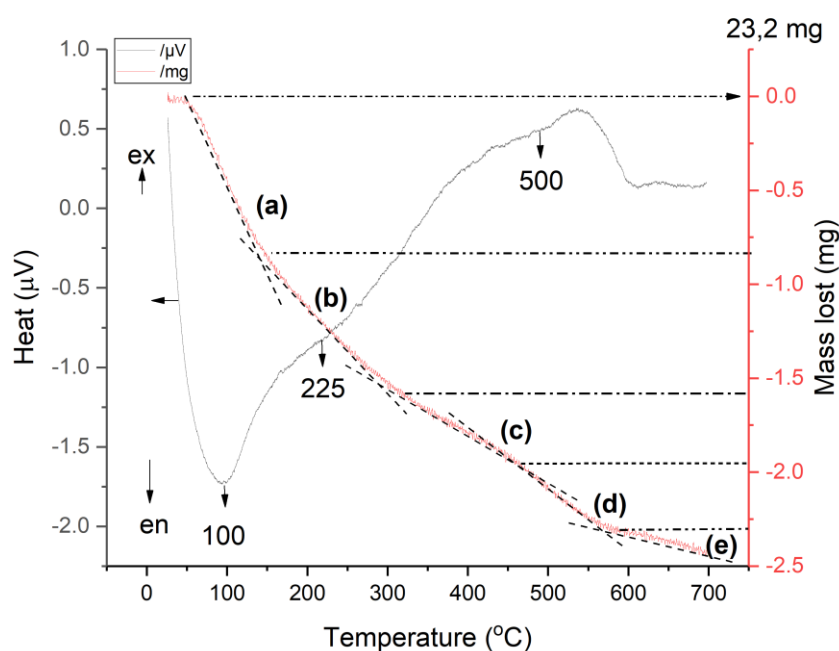 23,2 mg
/µV
/mg
1.0
0.5
0.0
-0.5
-1.0
-1.5
-2.0
Heat (µV)
ex
en
(a)
(b)
(c)
(d)
(e)
100
225
500
0.0
-0.5
-1.0
-1.5
-2.0
-2.5
Mass lost (mg)
0
100
200
300
400
500
600
700
Temperature (°C)